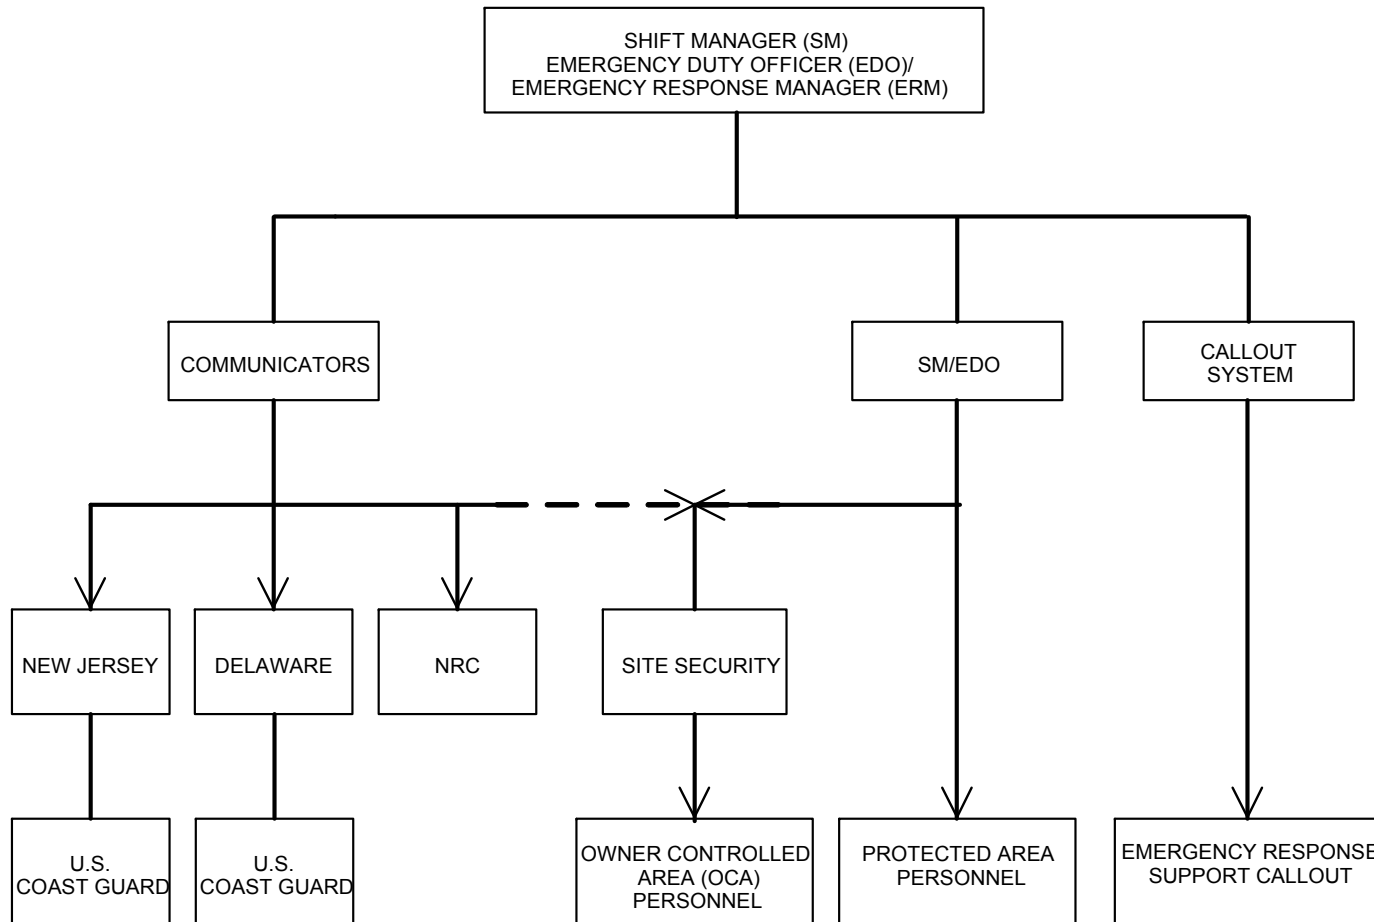 SHIFT MANAGER (SM)
EMERGENCY DUTY OFFICER (EDO)/
EMERGENCY RESPONSE MANAGER (ERM)
COMMUNICATORS
SM/EDO
CALLOUT
SYSTEM
NEW JERSEY
DELAWARE
NRC
SITE SECURITY
U.S.
COAST GUARD
U.S.
COAST GUARD
OWNER CONTROLLED
AREA (OCA)
PERSONNEL
PROTECTED AREA
PERSONNEL
EMERGENCY RESPONSE
SUPPORT CALLOUT